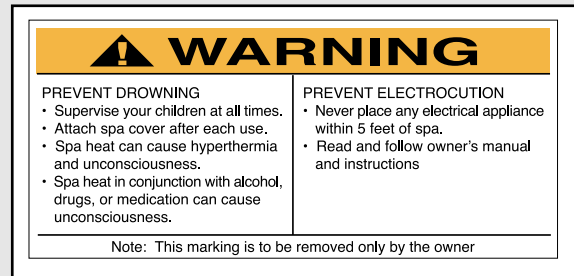 WARNING
PREVENT DROWNING
• Supervise your children at all times.
• Attach spa cover after each use.
• Spa heat can cause hyperthermia
and unconsciousness.
• Spa heat in conjunction with alcohol,
drugs, or medication can cause
unconsciousness.
PREVENT ELECTROCUTION
• Never place any electrical appliance
within 5 feet of spa.
• Read and follow owner's manual
and instructions
Note: This marking is to be removed only by the owner